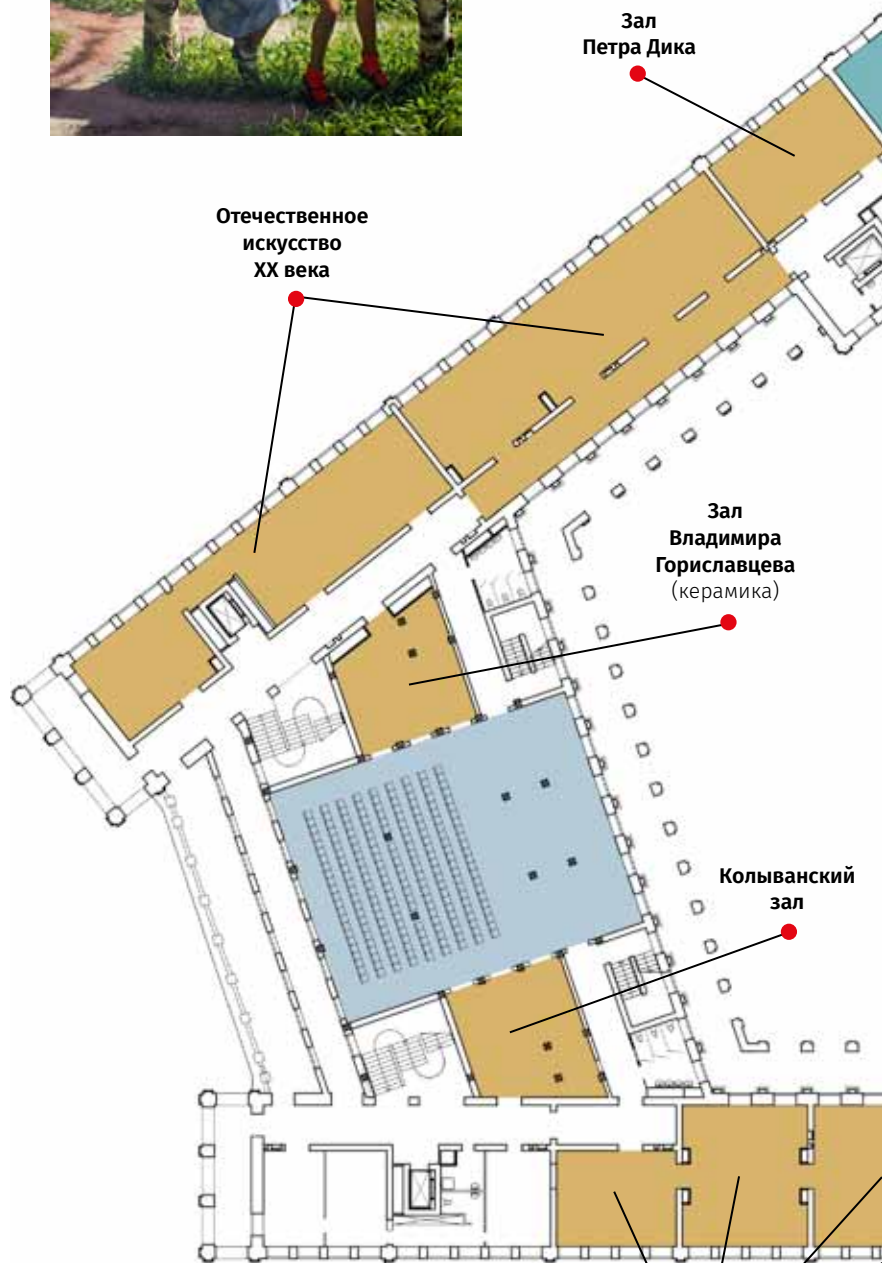 Зал
Петра Дика
Отечественное
искусство
XX века
Зал
Владимира
Гориславцева
(керамика)
Колыванский
зал